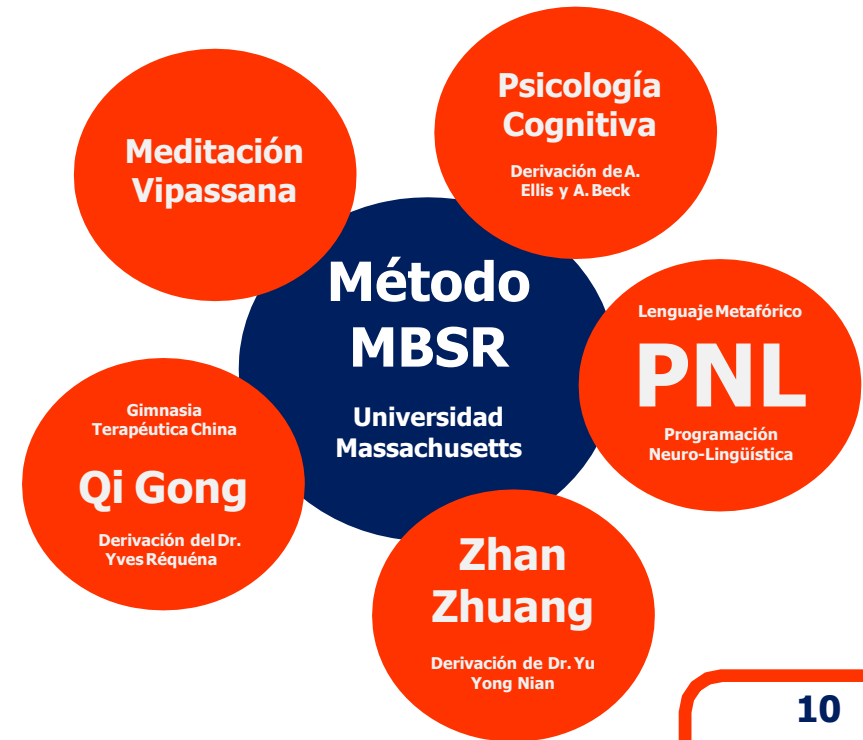 Meditación
Vipassana
Psicología
Cognitiva
Derivación de A.
Ellis y A. Beck
Método
MBSR
Universidad
Massachusetts
Lenguaje Metafórico
PNL
Programación
Neuro-Lingüística
Gimnasia
Terapéutica China
Qi Gong
Derivación del Dr.
Yves Réquéna
Zhan
Zhuang
Derivación de Dr. Yu
Yong Nian
10